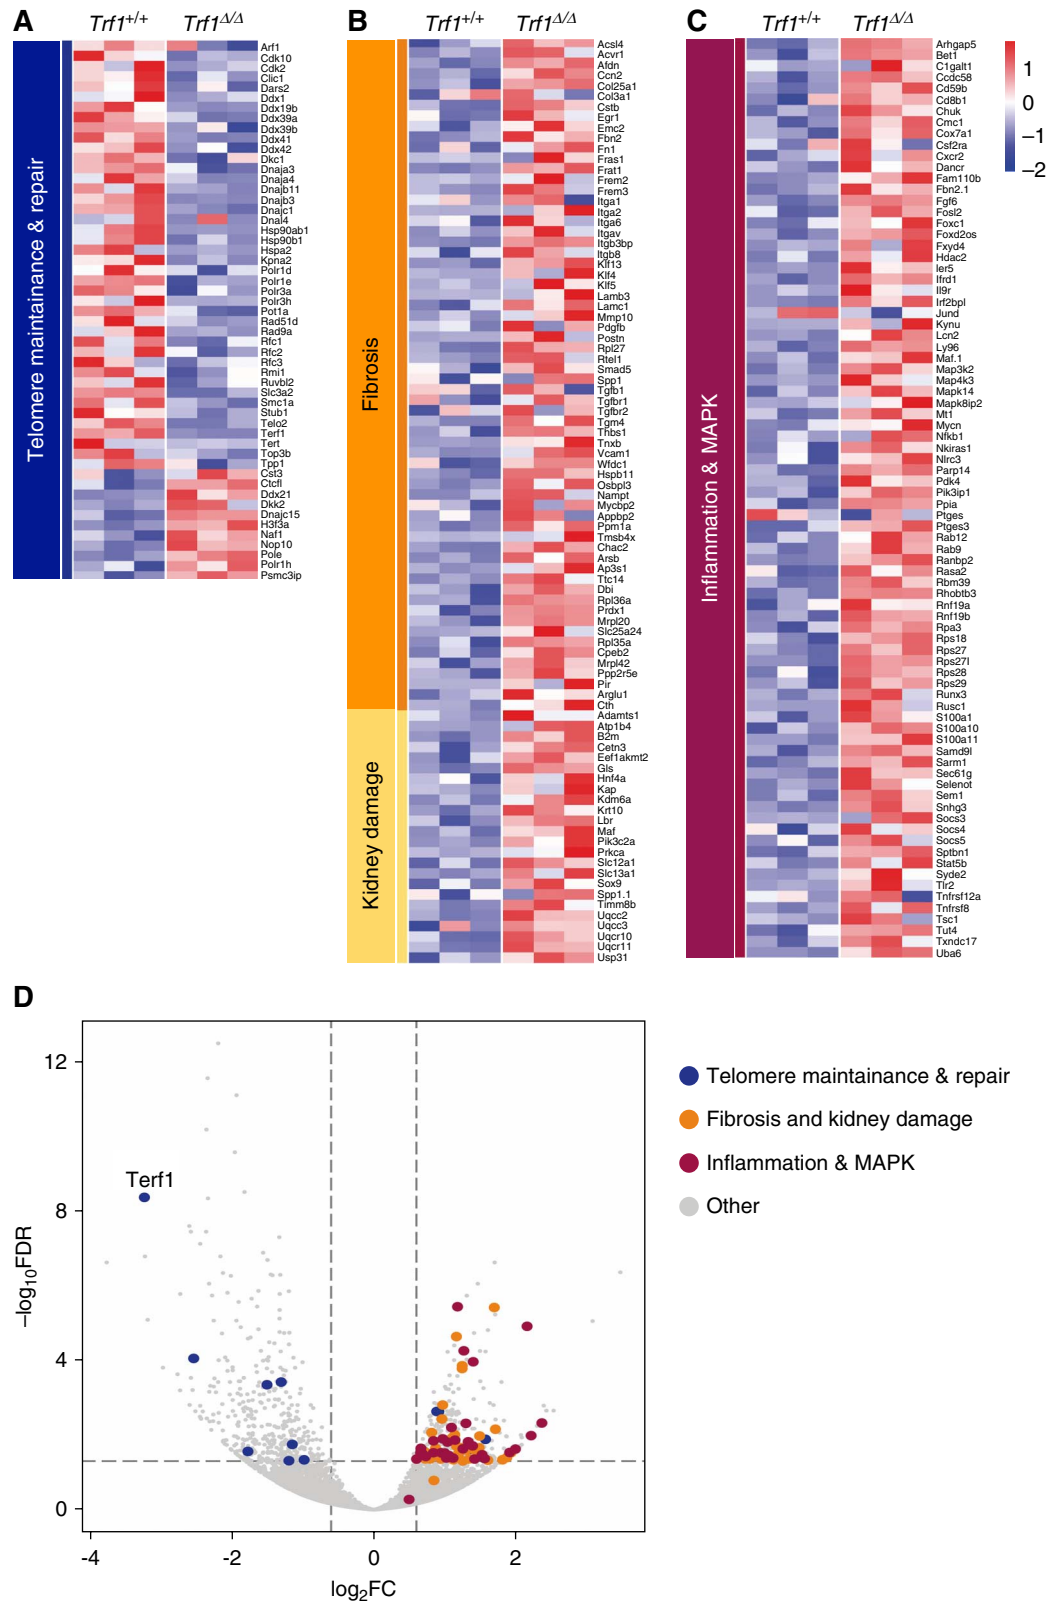 A
Trf1+/+
Trf1Δ/Δ
Telomere maintainance & repair
Arf1
Cdk10
Cdk2
Clic1
Dars2
Ddx1
Ddx19b
Ddx39a
Ddx39b
Ddx41
Ddx42
Dkc1
Dnaja3
Dnaja4
Dnajb11
Dnajb3
Dnajc1
Dnal4
Hsp90ab1
Hsp90b1
Hspa2
Kpna2
Polr1d
Polr1e
Polr3a
Polr3h
Pot1a
Rad51d
Rad9a
Rfc1
Rfc2
Rfc3
Rmi1
Ruvbl2
Slc3a2
Smc1a
Stub1
Telo2
Terf1
Tert
Top3b
Tpp1
Cst3
Ctcfl
Ddx21
Dkk2
Dnajc15
H3f3a
Naf1
Nop10
Pole
Polr1h
Psmc3ip
B
Trf1+/+
Trf1Δ/Δ
Fibrosis
Kidney damage
Acsl4
Acvr1
Afdn
Ccn2
Col25a1
Col3a1
Cstb
Egr1
Emc2
Fbn2
Fn1
Fras1
Frat1
Frem2
Frem3
Itga1
Itga2
Itga6
Itgav
Itgb3bp
Itgb8
Klf13
Klf4
Klf5
Lamb3
Lamc1
Mmp10
Pdgfb
Postn
Rpl27
Rtel1
Smad5
Spp1
Tgfb1
Tgfbr1
Tgfbr2
Tgm4
Thbs1
Tnxb
Vcam1
Wfdc1
Hspb11
Osbpl3
Nampt
Mycbp2
Appbp2
Ppm1a
Tmsb4x
Chac2
Arsb
Ap3s1
Ttc14
Dbi
Rpl36a
Prdx1
Mrpl20
Slc25a24
Rpl35a
Cpeb2
Mrpl42
Ppp2r5e
Pir
Arglu1
Cth
Adamts1
Atp1b4
B2m
Cetn3
Eef1akmt2
Gls
Hnf4a
Kap
Kdm6a
Krt10
Lbr
Maf
Pik3c2a
Prkca
Slc12a1
Slc13a1
Sox9
Spp1.1
Timm8b
Uqcc2
Uqcc3
Uqcr10
Uqcr11
Usp31
C
Trf1+/+
Trf1Δ/Δ
Inflammation & MAPK
Arhgap5
Bet1
C1galt1
Ccdc58
Cd59b
Cd8b1
Chuk
Cmc1
Cox7a1
Csf2ra
Cxcr2
Dancr
Fam110b
Fbn2.1
Fgf6
Fosl2
Foxc1
Foxd2os
Fxyd4
Hdac2
Ier5
Ifrd1
Il9r
Irf2bpl
Jund
Kynu
Lcn2
Ly96
Maf.1
Map3k2
Map4k3
Mapk14
Mapk8ip2
Mt1
Mycn
Nfkb1
Nkiras1
Nlrc3
Parp14
Pdk4
Pik3ip1
Ppia
Ptges
Ptges3
Rab12
Rab9
Ranbp2
Rasa2
Rbm39
Rhobtb3
Rnf19a
Rnf19b
Rpa3
Rps18
Rps27
Rps27l
Rps28
Rps29
Runx3
Rusc1
S100a1
S100a10
S100a11
Samd9l
Sarm1
Sec61g
Selenot
Sem1
Snhg3
Socs3
Socs4
Socs5
Sptbn1
Stat5b
Syde2
Tlr2
Tnfrsf12a
Tnfrsf8
Tsc1
Tut4
Txndc17
Uba6
1
0
−1
−2
D
Terf1
12
8
4
0
−log10FDR
-4
-2
0
2
log2FC
Telomere maintainance & repair
Fibrosis and kidney damage
Inflammation & MAPK
Other